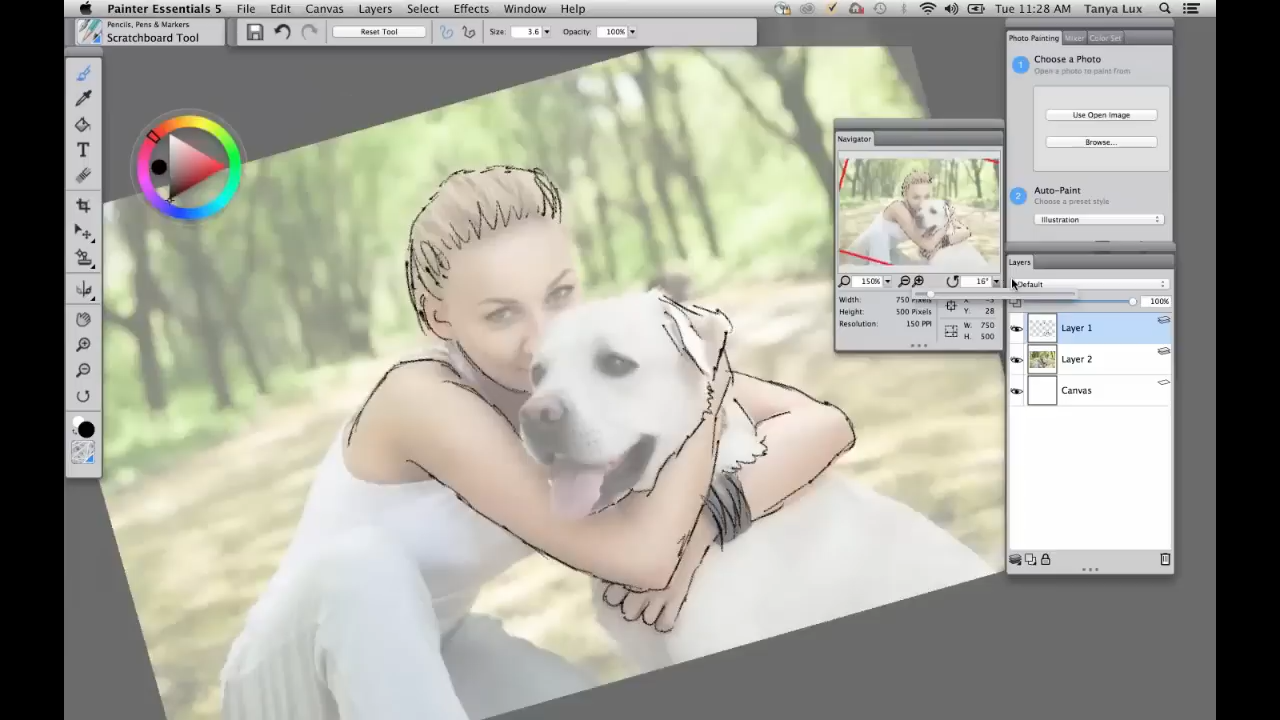 Painter Essentials 5 File Edit Canvas Layers Select Effects Window Help Tue 11:28 AM Tanya Lux
Pencils, Pens & Markers
Scratchboard Tool
Reset Tool Size: 3.6 Opacity: 100%
Photo Painting Mixer Color Set
1 Choose a Photo
Open a photo to paint from
Use Open Image
Browse...
2 Auto-Paint
Choose a preset style
Illustration
Navigator
150% 16°
Width: 750 Pixels
Height: 500 Pixels
Resolution: 150 PPI
X: -3
Y: 28
W: 750
H: 500
Layers
Default
100%
Layer 1
Layer 2
Canvas
T